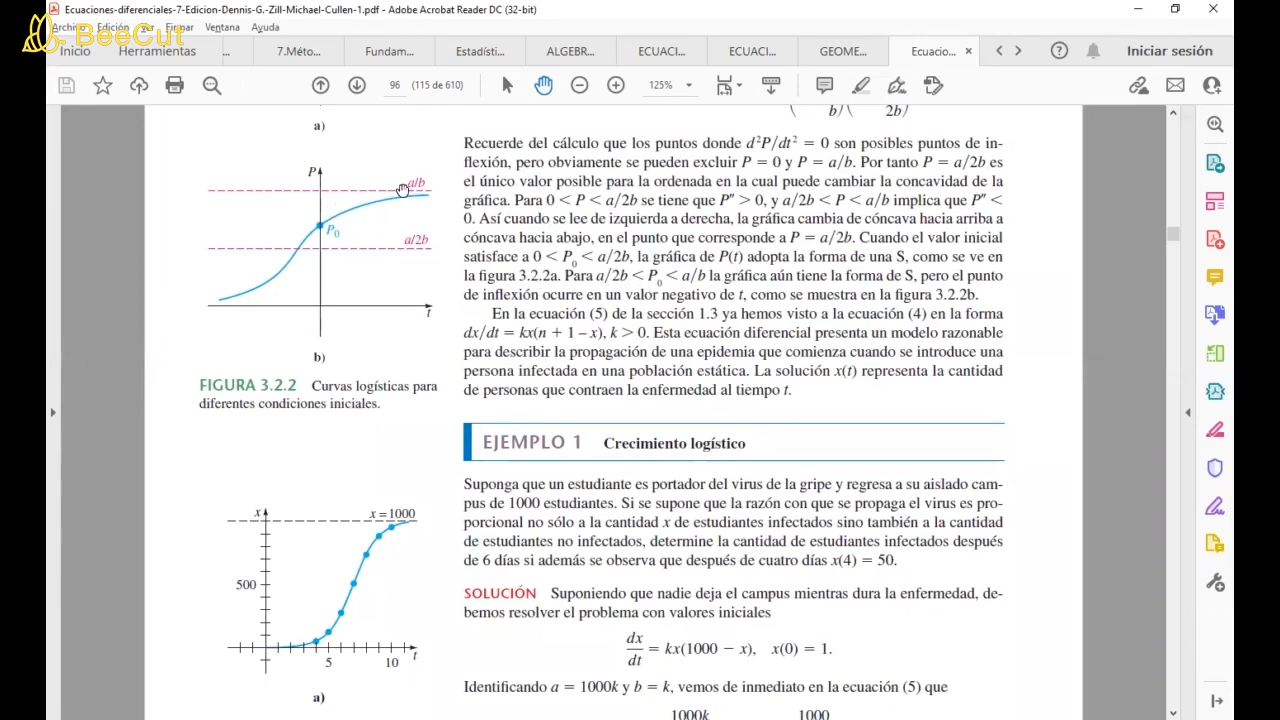 Ecuaciones-diferenciales-7-Edicion-Dennis-G.-Zill-Michael-Cullen-1.pdf - Adobe Acrobat Reader DC (32-bit)
Archivo Edición Ver Firmar Ventana Ayuda
BeeCut
Inicio Herramientas ... 7.Méto... Fundam... Estadísti... ALGEBR... ECUACI... ECUACI... GEOME... Ecuacio... × Iniciar sesión
96 (115 de 610) 125%
a)
P
a/b
P0
a/2b
t
b)
FIGURA 3.2.2 Curvas logísticas para
diferentes condiciones iniciales.
x
x = 1000
500
5 10 t
a)
b) ( 2b)
Recuerde del cálculo que los puntos donde d²P/dt² = 0 son posibles puntos de in-
flexión, pero obviamente se pueden excluir P = 0 y P = a/b. Por tanto P = a/2b es
el único valor posible para la ordenada en la cual puede cambiar la concavidad de la
gráfica. Para 0 < P < a/2b se tiene que P″ > 0, y a/2b < P < a/b implica que P″ <
0. Así cuando se lee de izquierda a derecha, la gráfica cambia de cóncava hacia arriba a
cóncava hacia abajo, en el punto que corresponde a P = a/2b. Cuando el valor inicial
satisface a 0 < P0 < a/2b, la gráfica de P(t) adopta la forma de una S, como se ve en
la figura 3.2.2a. Para a/2b < P0 < a/b la gráfica aún tiene la forma de S, pero el punto
de inflexión ocurre en un valor negativo de t, como se muestra en la figura 3.2.2b.
En la ecuación (5) de la sección 1.3 ya hemos visto a la ecuación (4) en la forma
dx/dt = kx(n + 1 – x), k > 0. Esta ecuación diferencial presenta un modelo razonable
para describir la propagación de una epidemia que comienza cuando se introduce una
persona infectada en una población estática. La solución x(t) representa la cantidad
de personas que contraen la enfermedad al tiempo t.
EJEMPLO 1 Crecimiento logístico
Suponga que un estudiante es portador del virus de la gripe y regresa a su aislado cam-
pus de 1000 estudiantes. Si se supone que la razón con que se propaga el virus es pro-
porcional no sólo a la cantidad x de estudiantes infectados sino también a la cantidad
de estudiantes no infectados, determine la cantidad de estudiantes infectados después
de 6 días si además se observa que después de cuatro días x(4) = 50.
SOLUCIÓN Suponiendo que nadie deja el campus mientras dura la enfermedad, de-
bemos resolver el problema con valores iniciales
dx/dt = kx(1000 − x), x(0) = 1.
Identificando a = 1000k y b = k, vemos de inmediato en la ecuación (5) que
1000k 1000